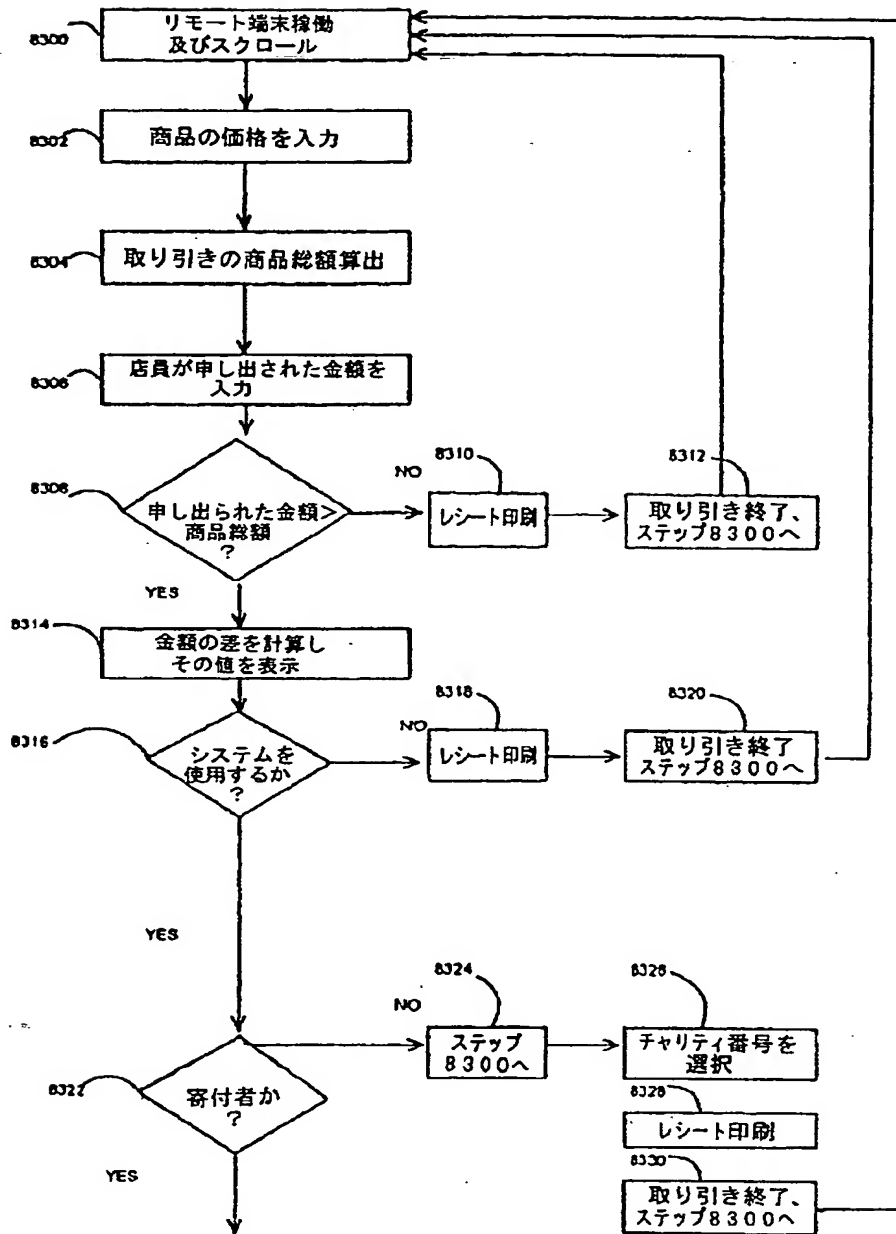 8300
リモート端末稼働
及びスクロール
8302
商品の価格を入力
8304
取り引きの商品総額算出
8306
店員が申し出された金額を
入力
8308
申し出られた金額>
商品総額
?
NO
8310
レシート印刷
8312
取り引き終了、
ステップ8300へ
YES
8314
金額の差を計算し
その値を表示
8316
システムを
使用するか
?
NO
8318
レシート印刷
8320
取り引き終了
ステップ8300へ
YES
8322
寄付者か
?
NO
8324
ステップ
8300へ
8326
チャリティ番号を
選択
8328
レシート印刷
8330
取り引き終了、
ステップ8300へ
YES